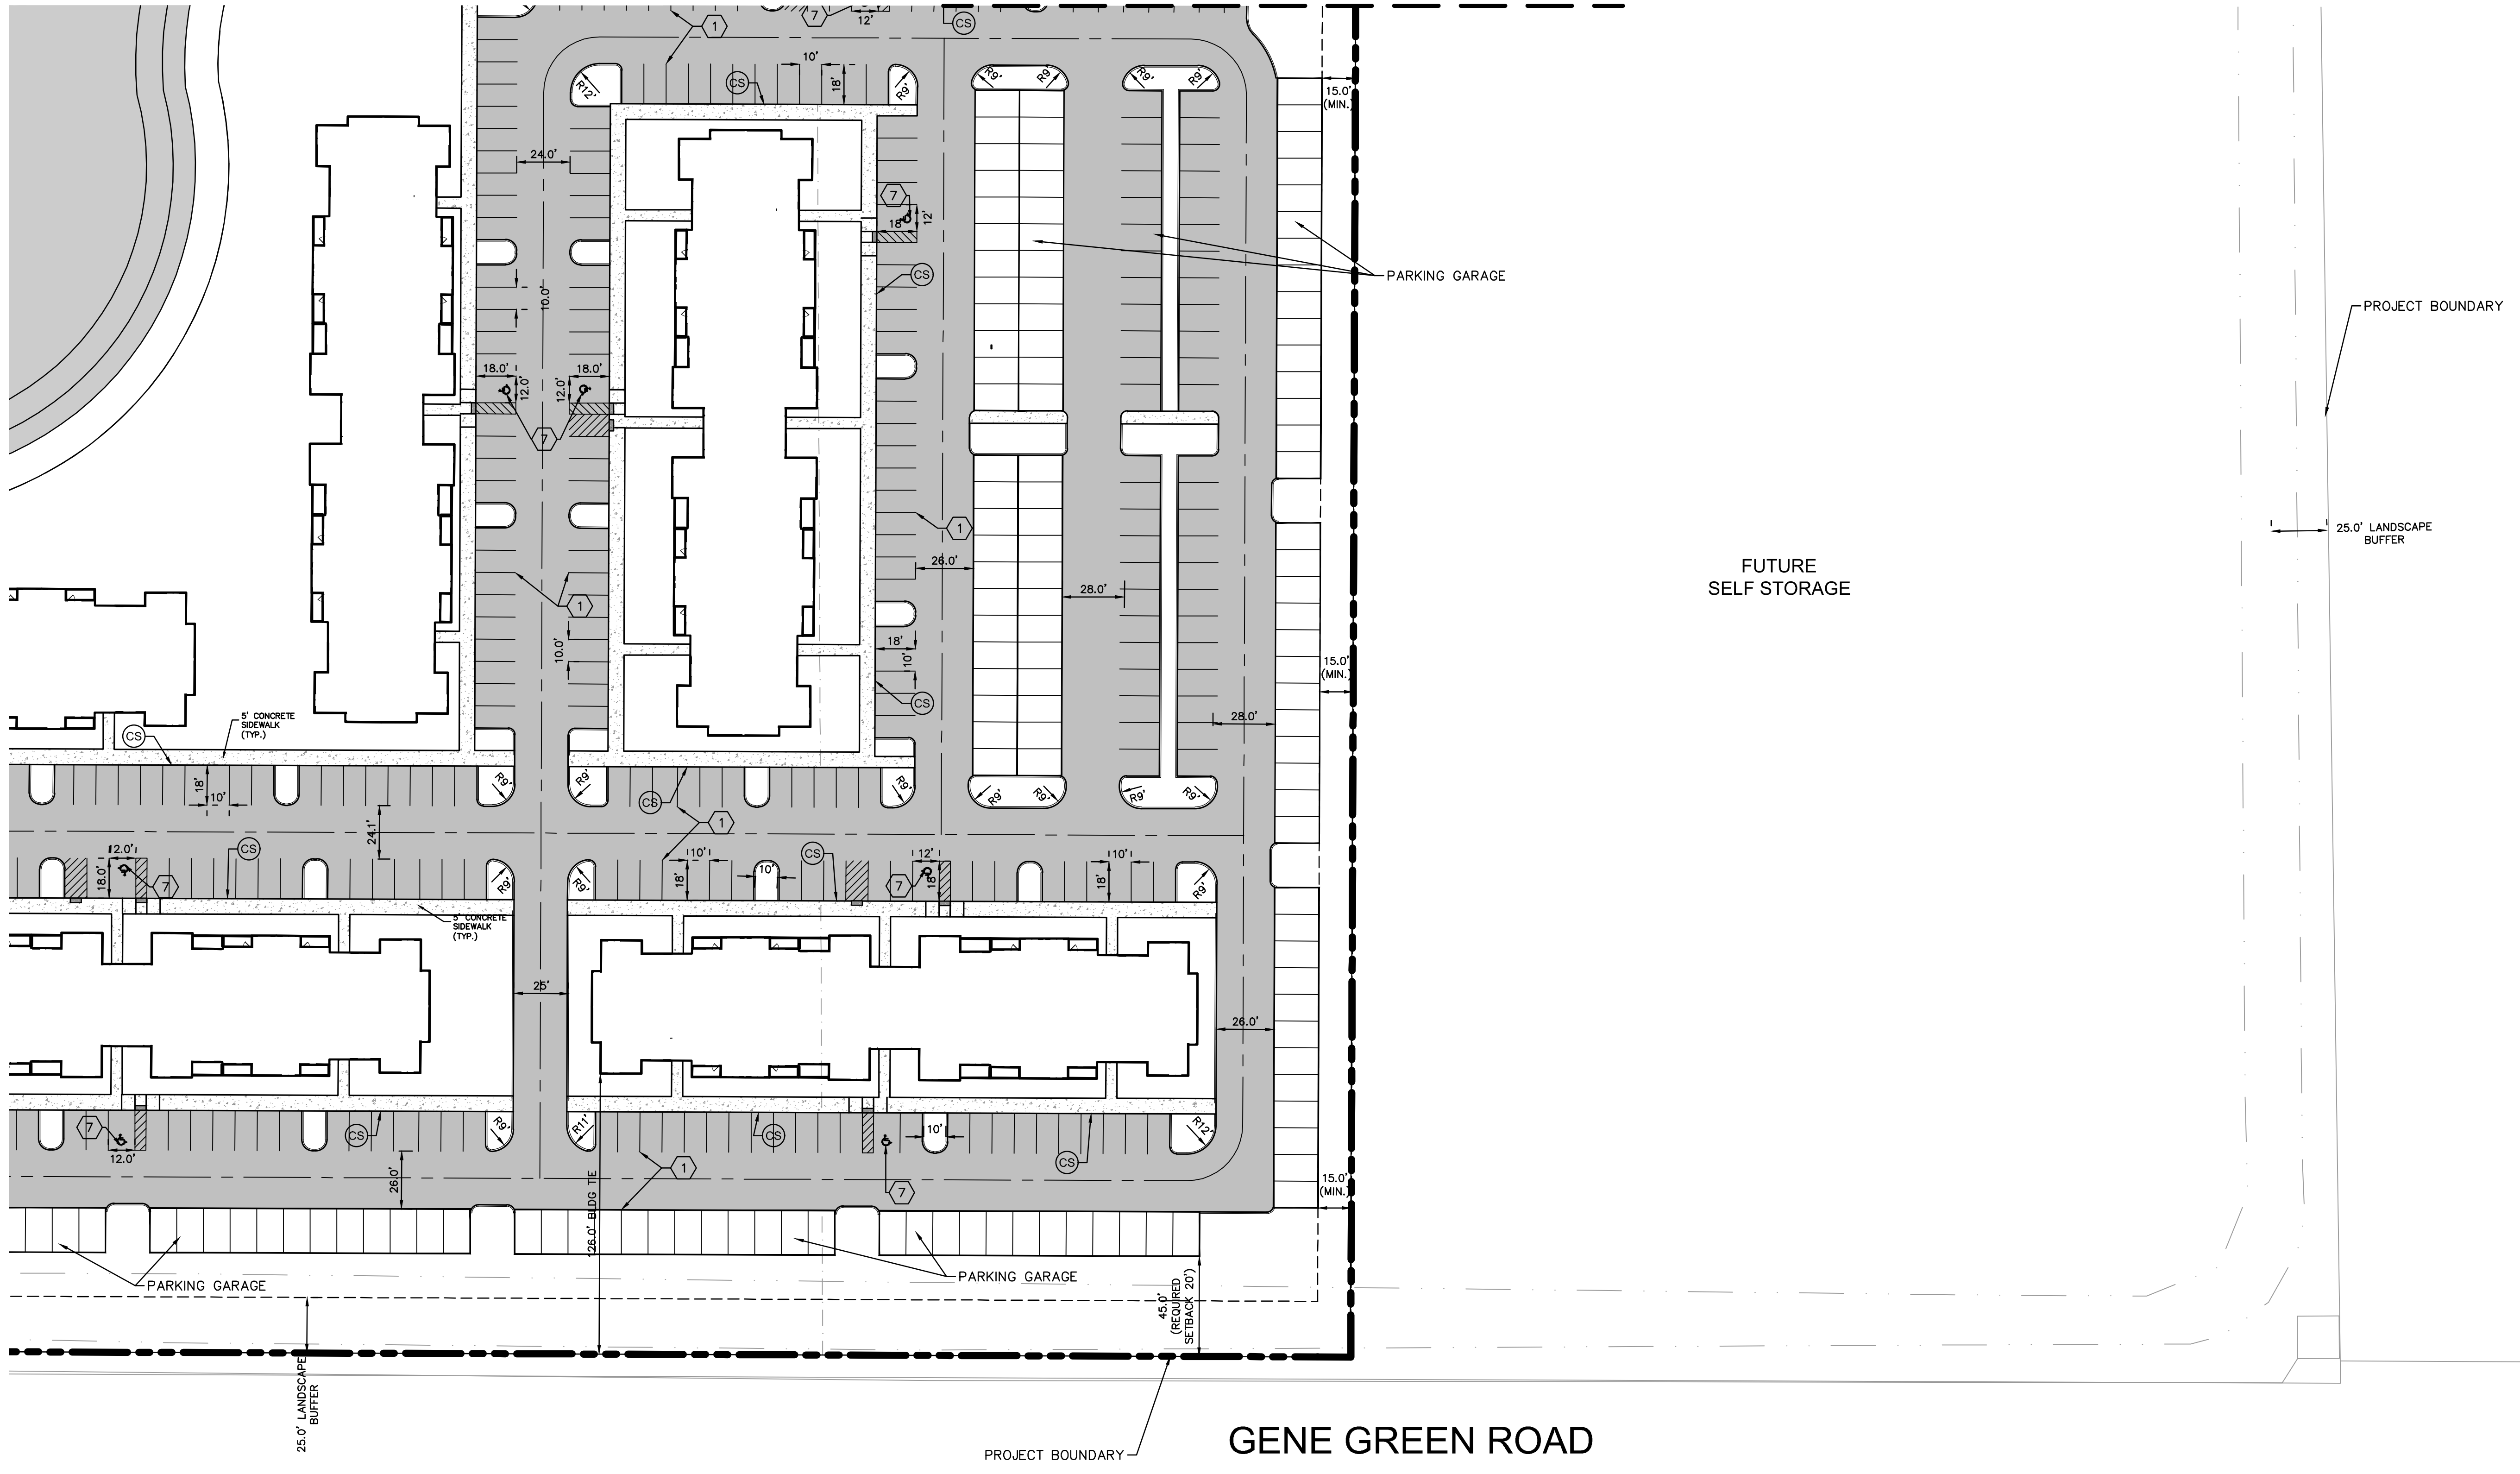 1
7
12'
CS
10'
18'
CS
R12'
R9'
R9'
R9'
R9'
R9'
15.0'
(MIN.)
24.0'
7
18'
12'
CS
PARKING GARAGE
PROJECT BOUNDARY
10.0'
18.0'
12.0'
12.0'
18.0'
7
1
25.0' LANDSCAPE
BUFFER
FUTURE
SELF STORAGE
26.0'
28.0'
1
10.0'
18'
10'
CS
15.0'
(MIN.)
28.0'
5' CONCRETE
SIDEWALK
(TYP.)
CS
18'
10'
R9'
R9'
CS
R9'
R9'
R9'
R9'
R9'
24.1'
1
CS
12.0'
18.0'
7
R9'
R9'
10'
18'
10'
CS
12'
18'
7
10'
18'
R9'
5' CONCRETE
SIDEWALK
(TYP.)
25'
26.0'
7
12.0'
CS
R9'
R11'
CS
10'
CS
R12'
26.0'
1
7
15.0'
(MIN.)
126.0' BLDG TIE
PARKING GARAGE
PARKING GARAGE
45.0'
(REQUIRED
SETBACK 20')
25.0' LANDSCAPE
BUFFER
PROJECT BOUNDARY
GENE GREEN ROAD